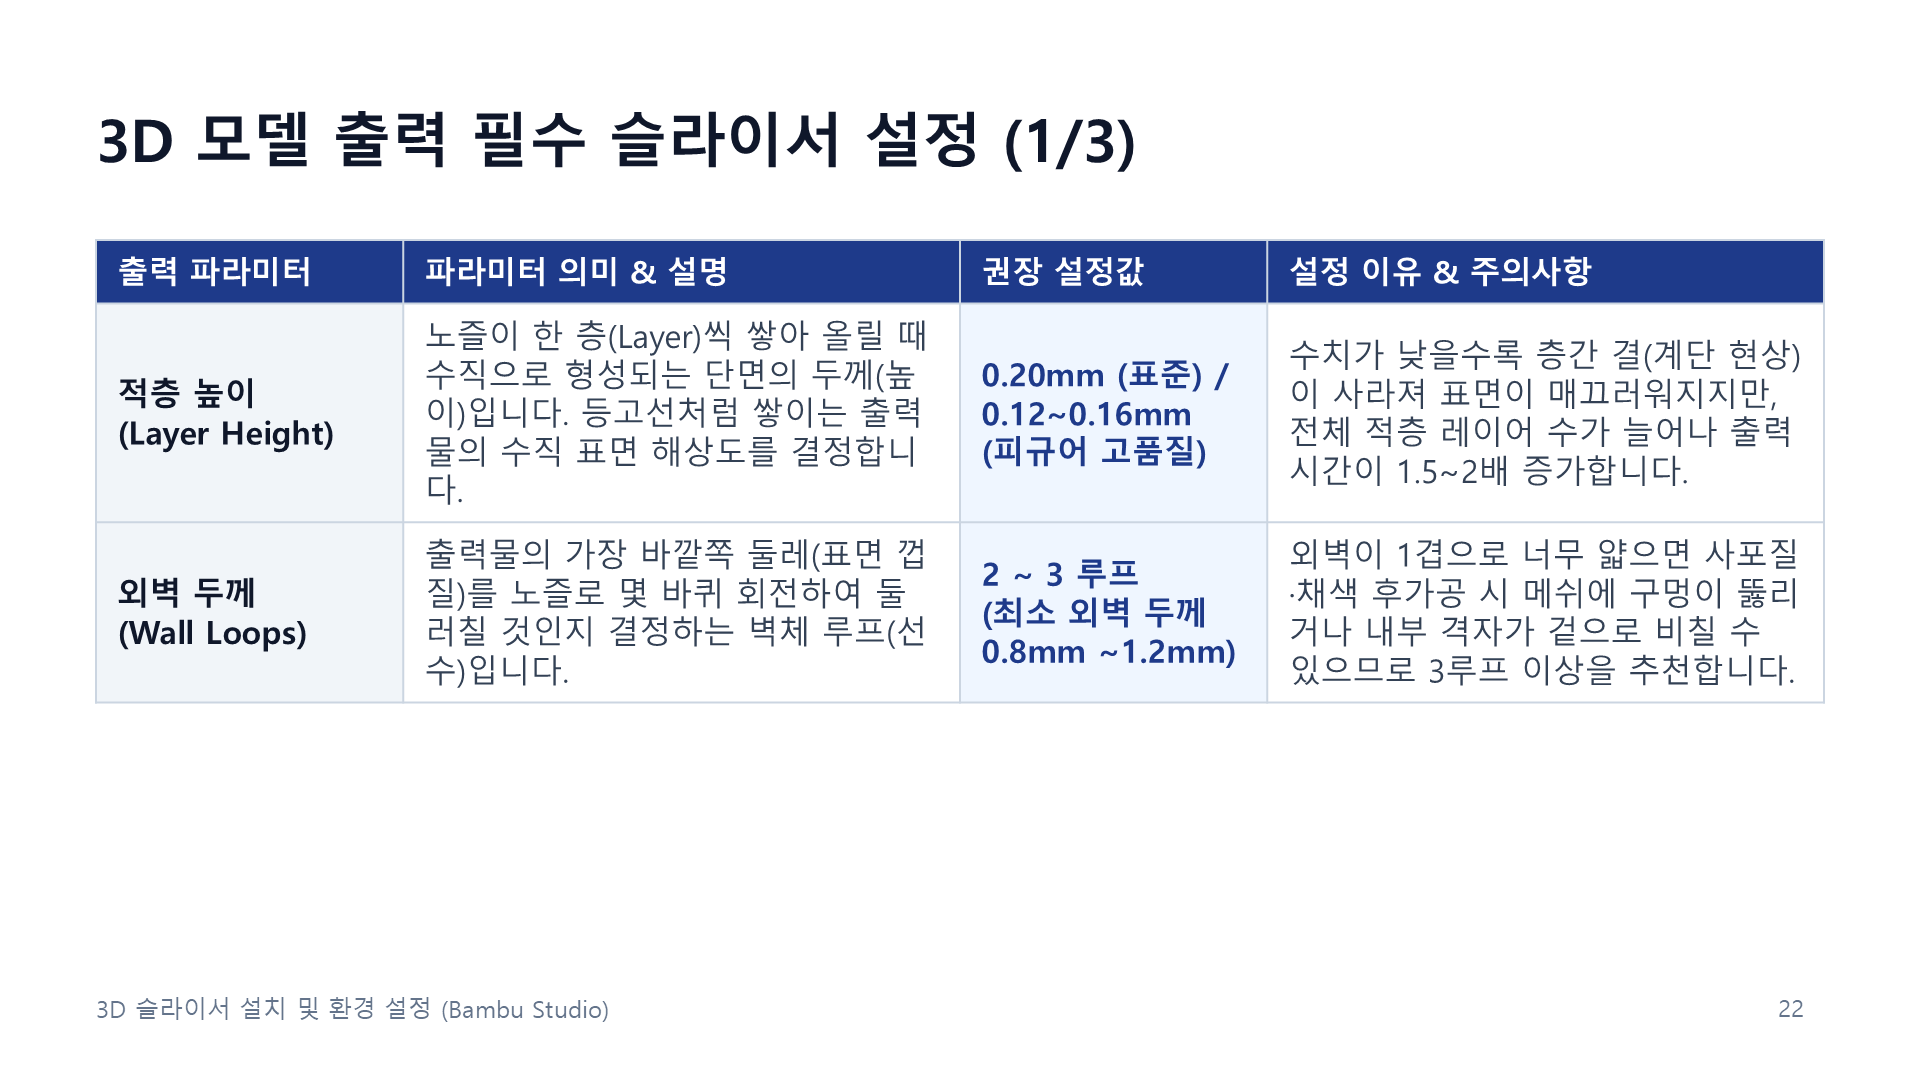 3D 모델 출력 필수 슬라이서 설정 (1/3)
출력 파라미터
파라미터 의미 & 설명
권장 설정값
설정 이유 & 주의사항
적층 높이
(Layer Height)
노즐이 한 층(Layer)씩 쌓아 올릴 때
수직으로 형성되는 단면의 두께(높
이)입니다. 등고선처럼 쌓이는 출력
물의 수직 표면 해상도를 결정합니
다.
0.20mm (표준) /
0.12~0.16mm
(피규어 고품질)
수치가 낮을수록 층간 결(계단 현상)
이 사라져 표면이 매끄러워지지만,
전체 적층 레이어 수가 늘어나 출력
시간이 1.5~2배 증가합니다.
외벽 두께
(Wall Loops)
출력물의 가장 바깥쪽 둘레(표면 껍
질)를 노즐로 몇 바퀴 회전하여 둘
러칠 것인지 결정하는 벽체 루프(선
수)입니다.
2 ~ 3 루프
(최소 외벽 두께
0.8mm ~1.2mm)
외벽이 1겹으로 너무 얇으면 사포질
·채색 후가공 시 메쉬에 구멍이 뚫리
거나 내부 격자가 겉으로 비칠 수
있으므로 3루프 이상을 추천합니다.
3D 슬라이서 설치 및 환경 설정 (Bambu Studio)
22